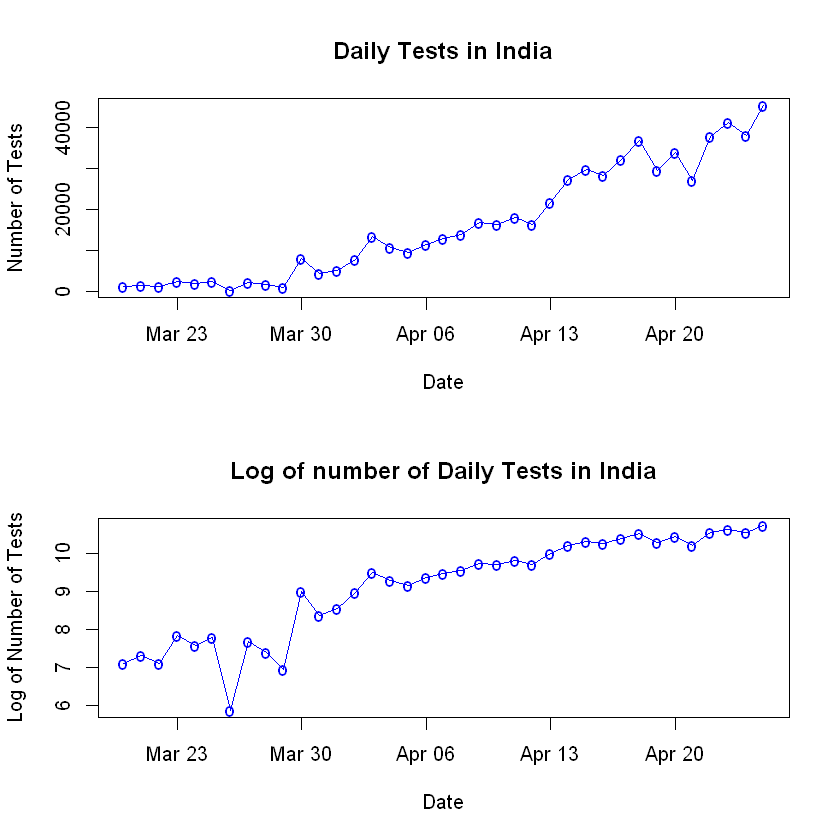 Daily Tests in India
Number of Tests
40000
20000
0
Mar 23 Mar 30 Apr 06 Apr 13 Apr 20
Date
Log of number of Daily Tests in India
Log of Number of Tests
10
9
8
7
6
Mar 23 Mar 30 Apr 06 Apr 13 Apr 20
Date